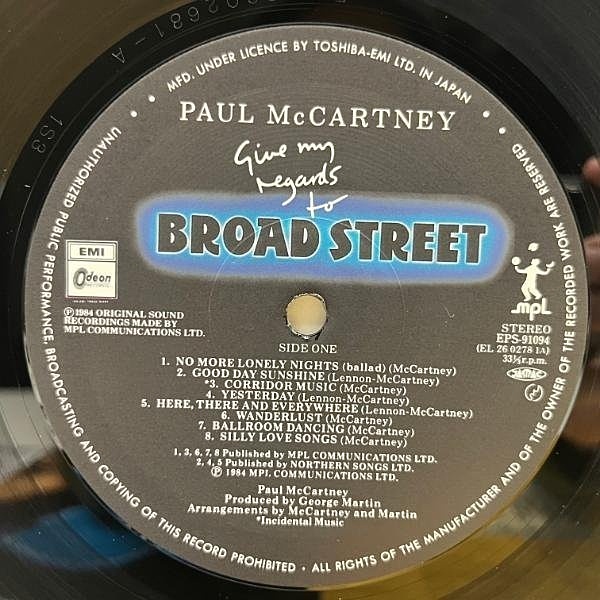 MFD. UNDER LICENCE BY TOSHIBA-EMI LTD. IN JAPAN
PAUL McCARTNEY
Give my
regards
to
BROAD STREET
EMI
Odeon
mpl
℗ 1984 ORIGINAL SOUND
RECORDINGS MADE BY
MPL COMMUNICATIONS LTD.
STEREO
EPS-91094
(EL 26 0278 1A)
33⅓ r.p.m.
SIDE ONE
1. NO MORE LONELY NIGHTS (ballad) (McCartney)
2. GOOD DAY SUNSHINE (Lennon-McCartney)
*3. CORRIDOR MUSIC (McCartney)
4. YESTERDAY (Lennon-McCartney)
5. HERE, THERE AND EVERYWHERE (Lennon-McCartney)
6. WANDERLUST (McCartney)
7. BALLROOM DANCING (McCartney)
8. SILLY LOVE SONGS (McCartney)
1, 3, 6, 7, 8 Published by MPL COMMUNICATIONS LTD.
2, 4, 5 Published by NORTHERN SONGS LTD.
℗ 1984 MPL COMMUNICATIONS LTD.
Paul McCartney
Produced by George Martin
Arrangements by McCartney and Martin
*Incidental Music
ALL RIGHTS OF THE MANUFACTURER AND OF THE OWNER OF THE RECORDED WORK ARE RESERVED
UNAUTHORIZED PUBLIC PERFORMANCE, BROADCASTING AND COPYING OF THIS RECORD PROHIBITED
1S3